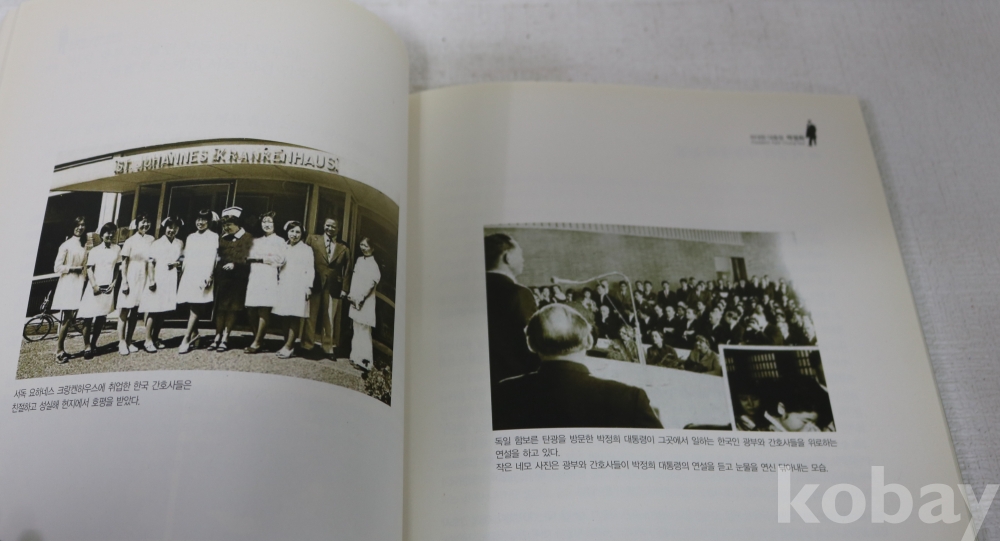 ST. JOHANNES KRANKENHAUS
서독 요하네스 크랑켄하우스에 취업한 한국 간호사들은
친절하고 성실해 현지에서 호평을 받았다.
독일 함보른 탄광을 방문한 박정희 대통령이 그곳에서 일하는 한국인 광부와 간호사들을 위로하는
연설을 하고 있다.
작은 네모 사진은 광부와 간호사들이 박정희 대통령의 연설을 듣고 눈물을 연신 닦아내는 모습.
kobay